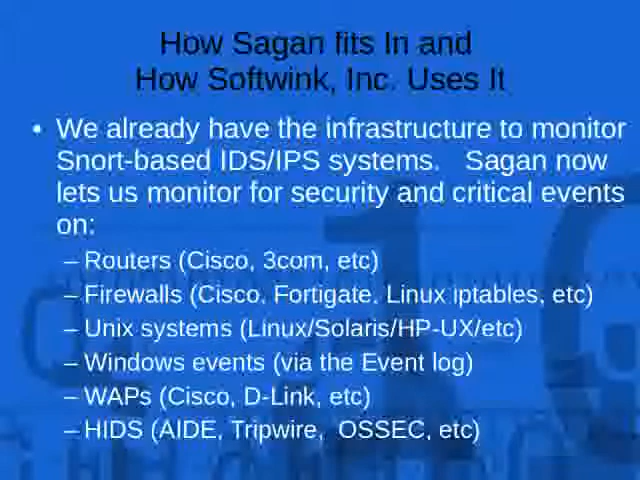 How Sagan fits In and
How Softwink, Inc. Uses It
• We already have the infrastructure to monitor
Snort-based IDS/IPS systems. Sagan now
lets us monitor for security and critical events
on:
– Routers (Cisco, 3com, etc)
– Firewalls (Cisco. Fortigate. Linux iptables, etc)
– Unix systems (Linux/Solaris/HP-UX/etc)
– Windows events (via the Event log)
– WAPs (Cisco, D-Link, etc)
– HIDS (AIDE, Tripwire, OSSEC, etc)